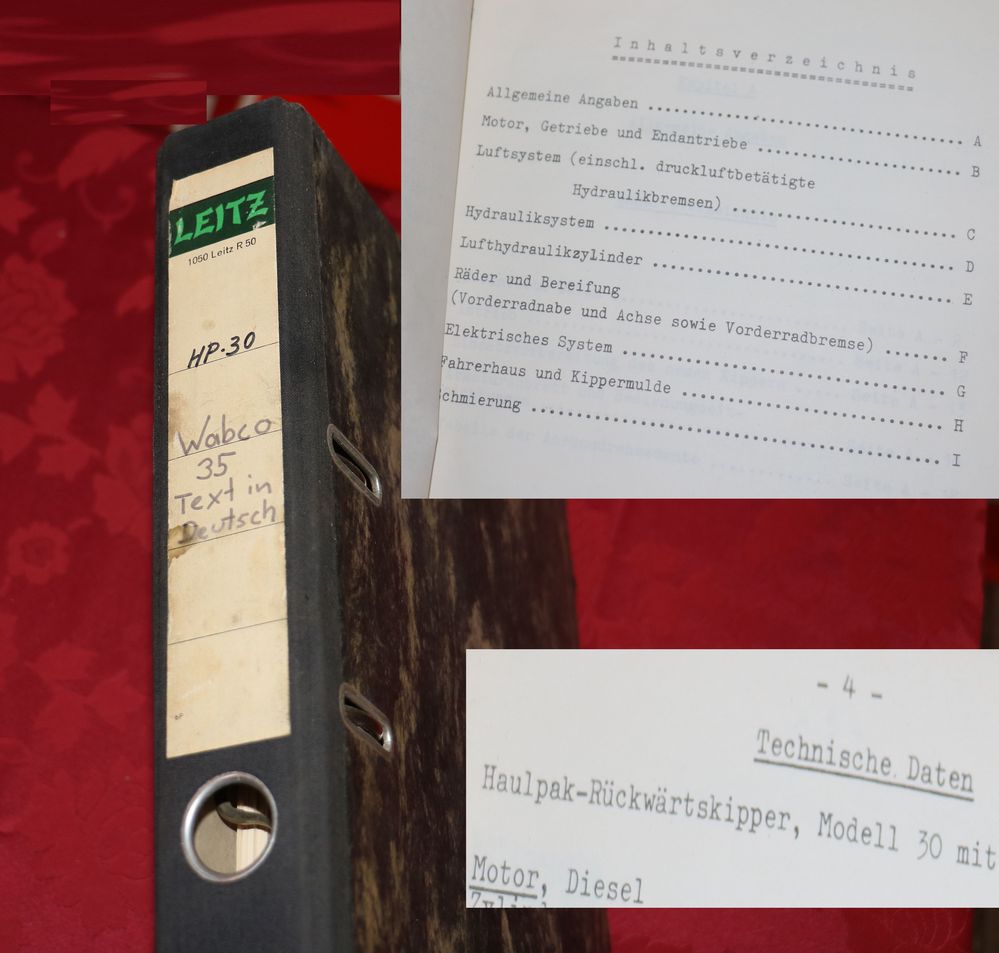 LEITZ
1050 Leitz R 50
HP-30
Wabco
35
Text in
Deutsch
Inhaltsverzeichnis
Allgemeine Angaben ........ A
Motor, Getriebe und Endantriebe ........ B
Luftsystem (einschl. druckluftbetätigte
Hydraulikbremsen) ........ C
Hydrauliksystem ........ D
Lufthydraulikzylinder ........ E
Räder und Bereifung
(Vorderradnabe und Achse sowie Vorderradbremse) ....... F
Elektrisches System ........ G
Fahrerhaus und Kippermulde ........ H
chmierung ........ I
- 4 -
Technische Daten
Haulpak-Rückwärtskipper, Modell 30 mit
Motor, Diesel